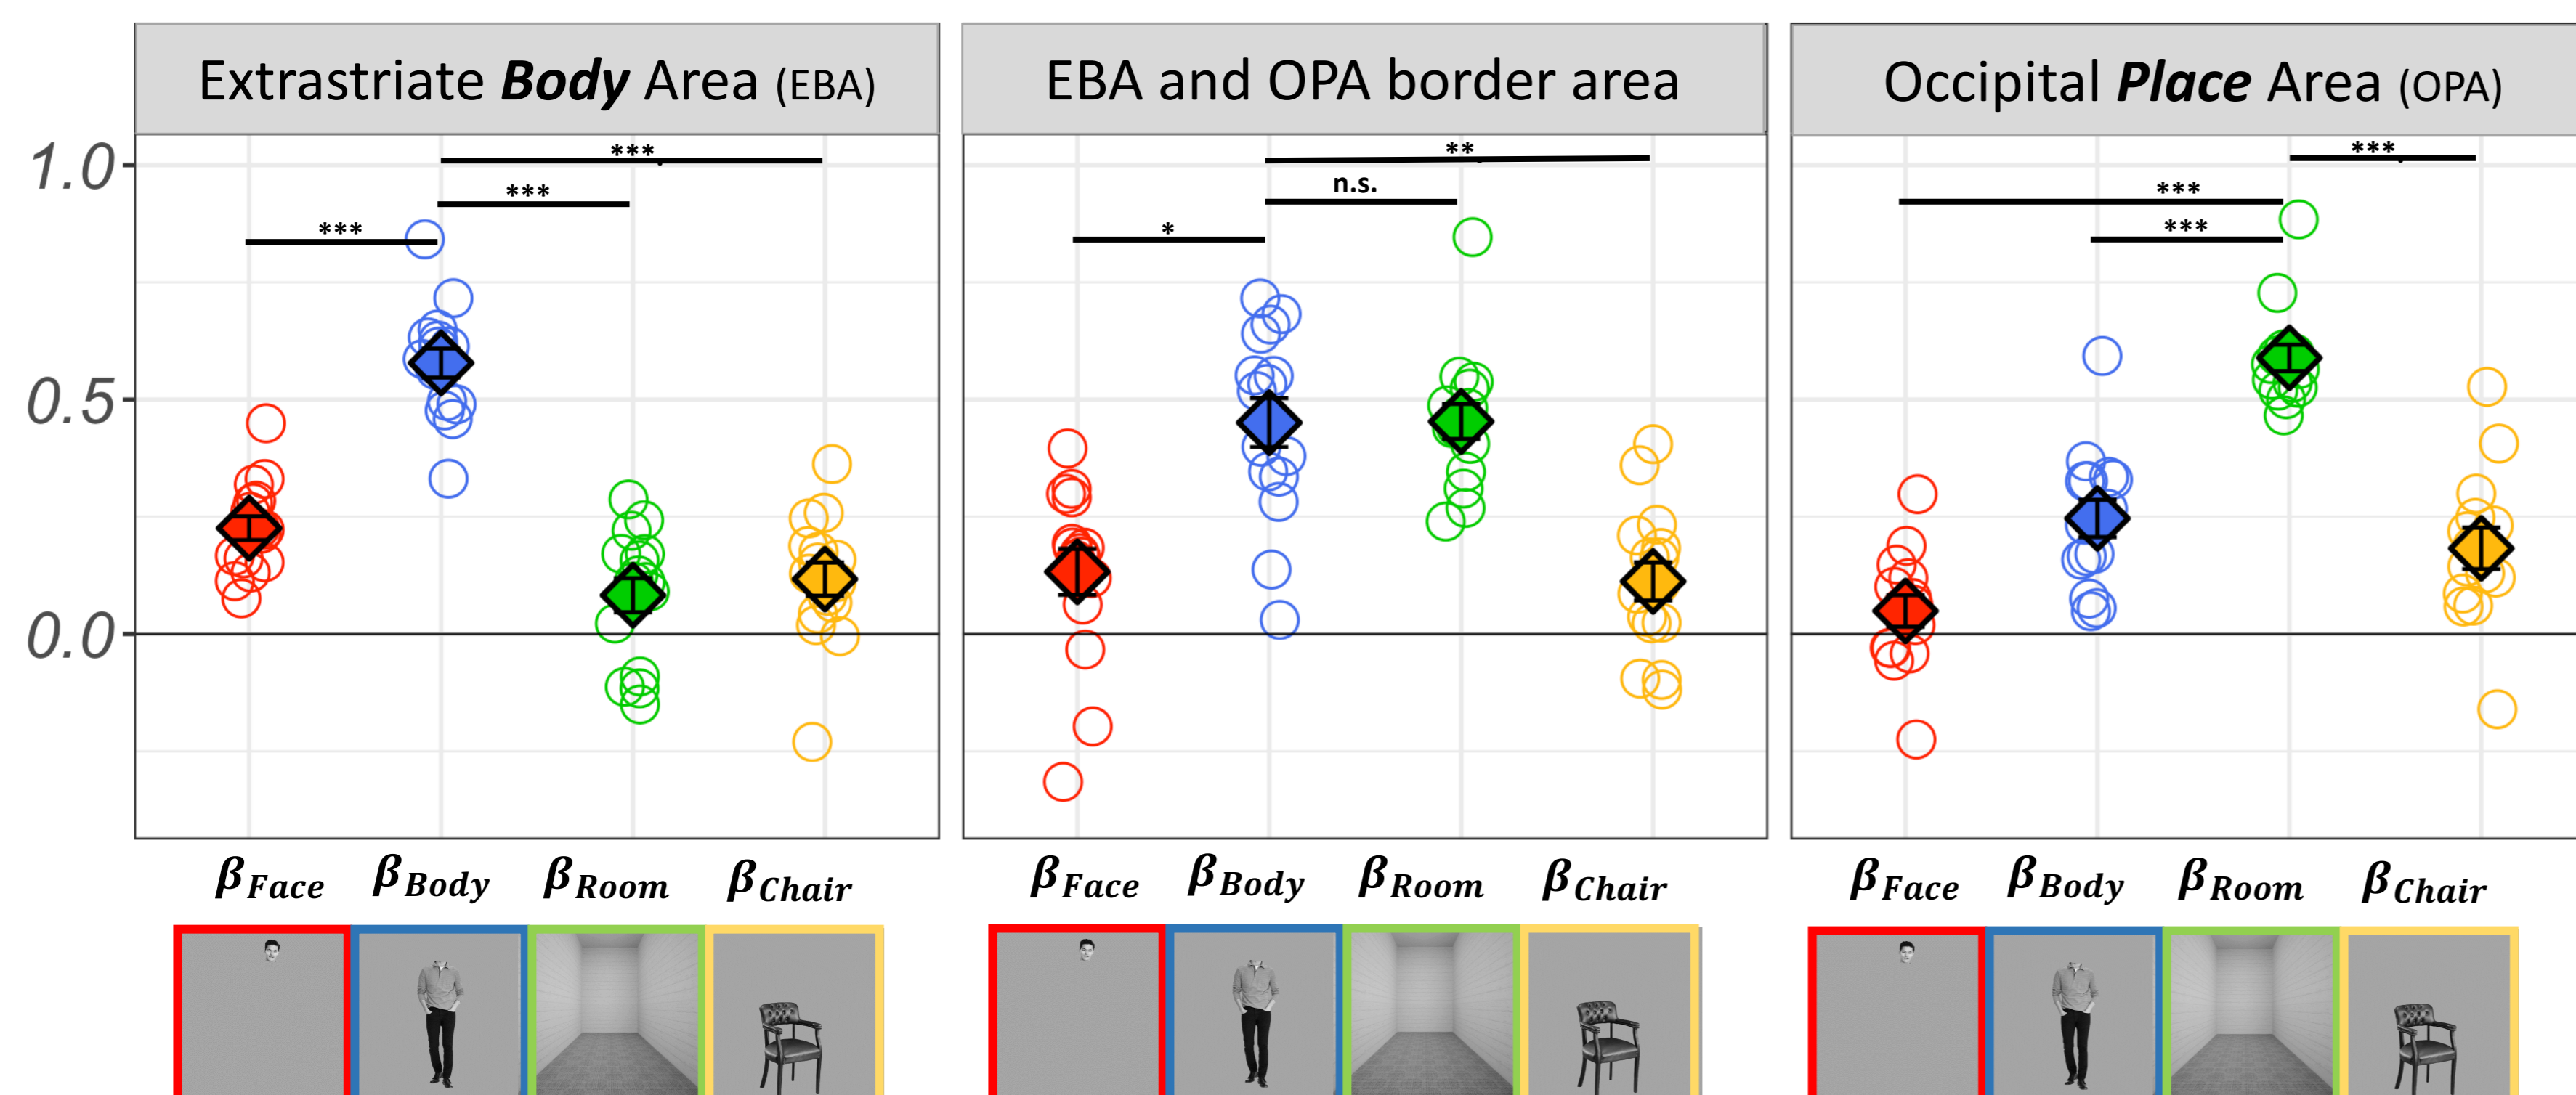 Extrastriate Body Area (EBA)
EBA and OPA border area
Occipital Place Area (OPA)
1.0
0.5
0.0
***
***
***
**
n.s.
*
***
***
***
βFace βBody βRoom βChair
βFace βBody βRoom βChair
βFace βBody βRoom βChair